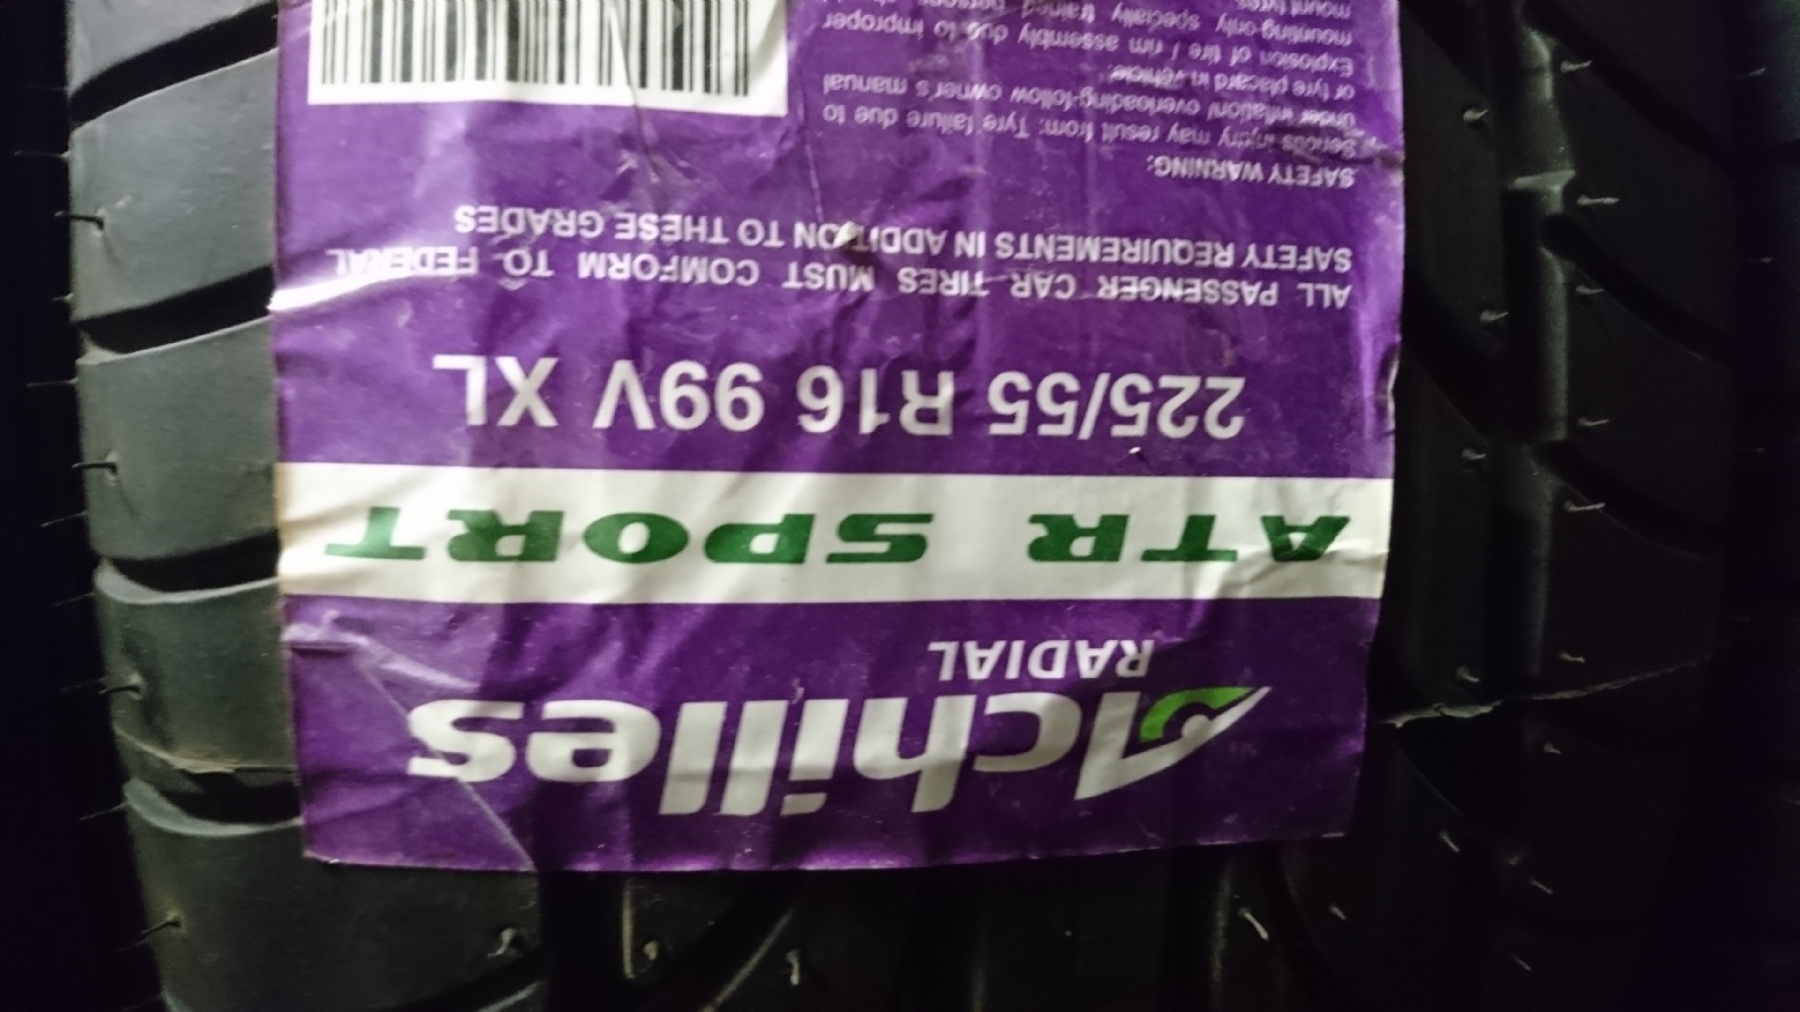 Achilles
RADIAL
ATR SPORT
225/55 R16 99V XL
ALL PASSENGER CAR TIRES MUST COMFORM TO FEDERAL
SAFETY REQUIREMENTS IN ADDITION TO THESE GRADES
SAFETY WARNING:
Serious injury may result from: Tyre failure due to
under inflation/ overloading-follow owner's manual
or tyre placard in vehicle.
Explosion of tire / rim assembly due to improper
mounting-only specially trained persons
mount tyres.